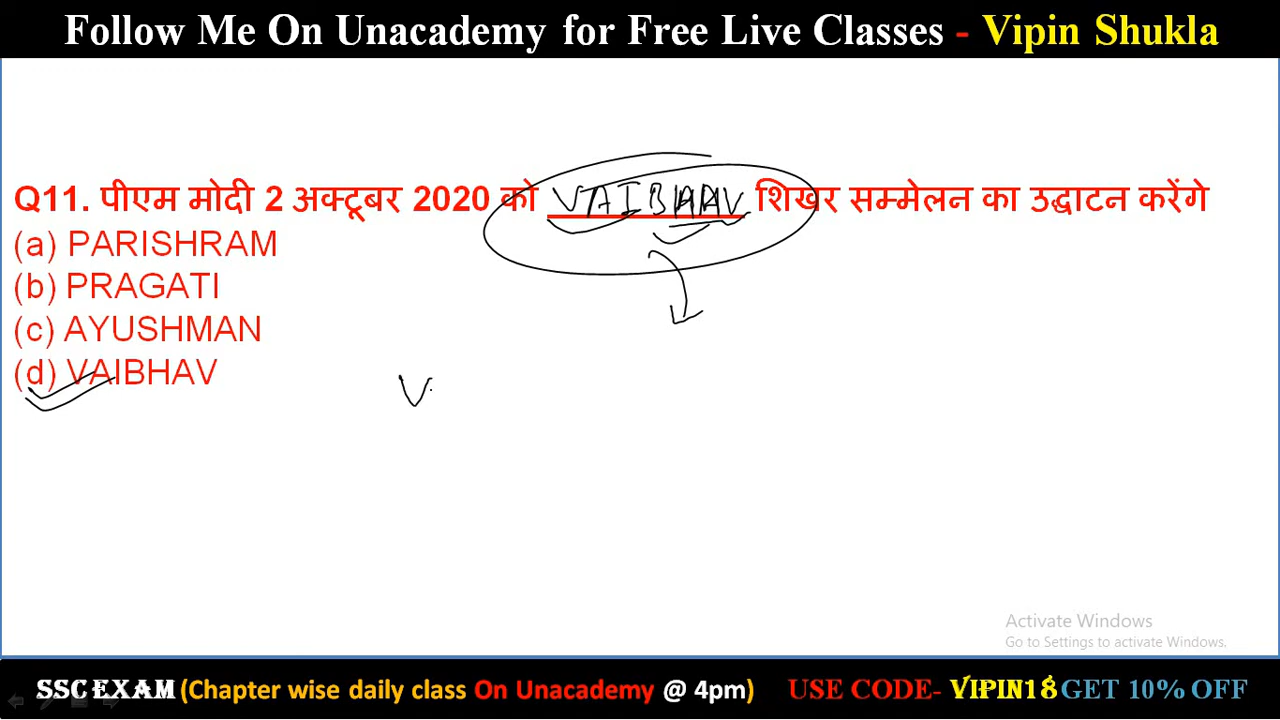 Follow Me On Unacademy for Free Live Classes - Vipin Shukla
Q11. पीएम मोदी 2 अक्टूबर 2020 को VAIBHAV शिखर सम्मेलन का उद्घाटन करेंगे
(a) PARISHRAM
(b) PRAGATI
(c) AYUSHMAN
(d) VAIBHAV
V
Activate Windows
Go to Settings to activate Windows.
SSC EXAM (Chapter wise daily class On Unacademy @ 4pm) USE CODE- VIPIN18 GET 10% OFF